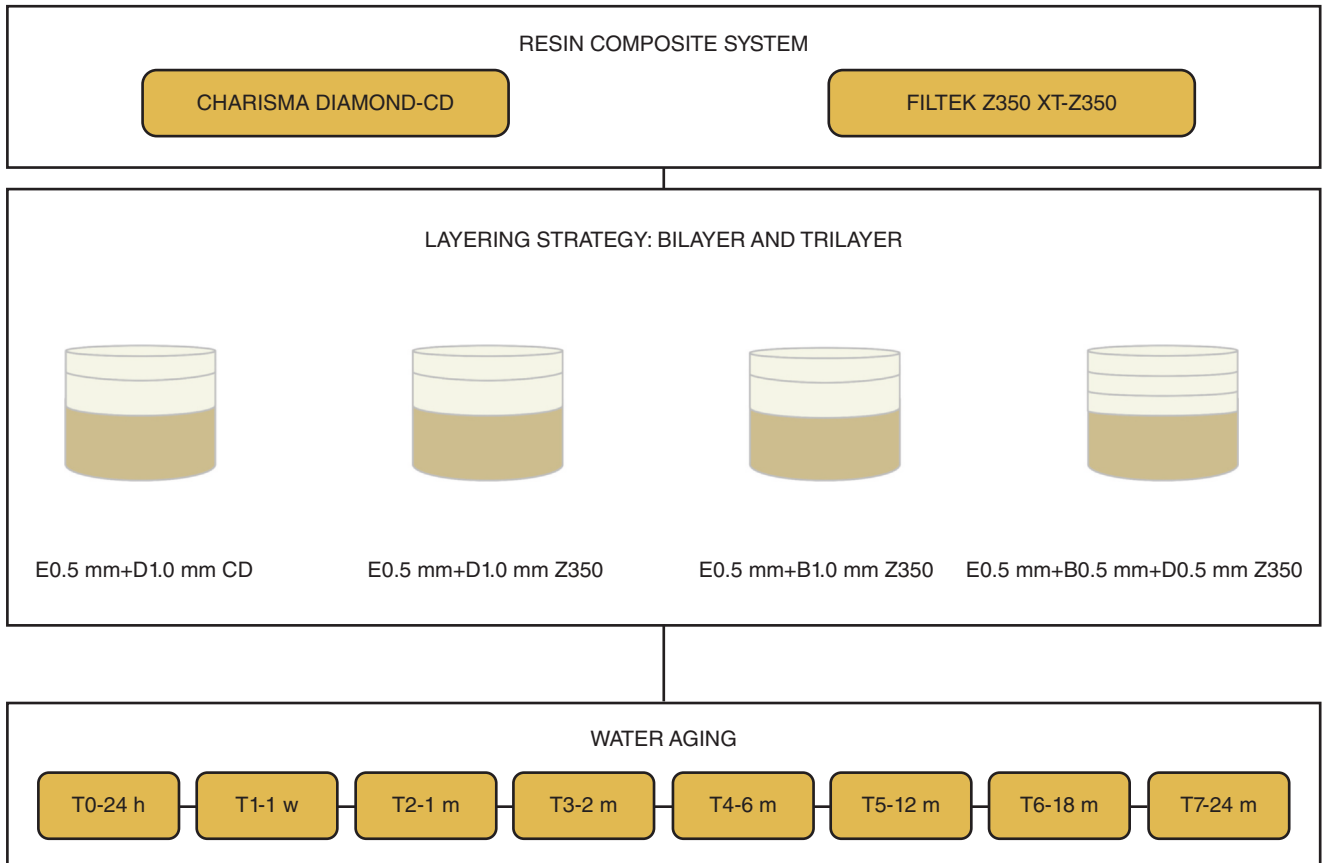 RESIN COMPOSITE SYSTEM
CHARISMA DIAMOND-CD
FILTEK Z350 XT-Z350
LAYERING STRATEGY: BILAYER AND TRILAYER
E0.5 mm+D1.0 mm CD
E0.5 mm+D1.0 mm Z350
E0.5 mm+B1.0 mm Z350
E0.5 mm+B0.5 mm+D0.5 mm Z350
WATER AGING
T0-24 h
T1-1 w
T2-1 m
T3-2 m
T4-6 m
T5-12 m
T6-18 m
T7-24 m